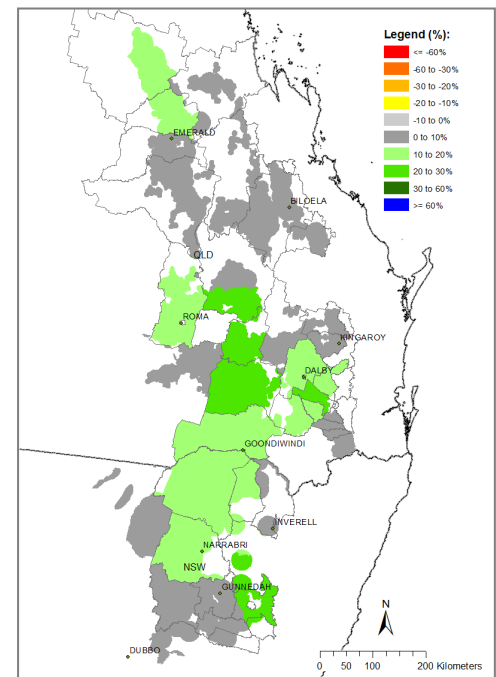 Legend (%):
<= -60%
-60 to -30%
-30 to -20%
-20 to -10%
-10 to 0%
0 to 10%
10 to 20%
20 to 30%
30 to 60%
>= 60%
EMERALD
BILOELA
QLD
ROMA
KINGAROY
DALBY
GOONDIWINDI
INVERELL
NARRABRI
NSW
GUNNEDAH
DUBBO
N
0 50 100 200 Kilometers